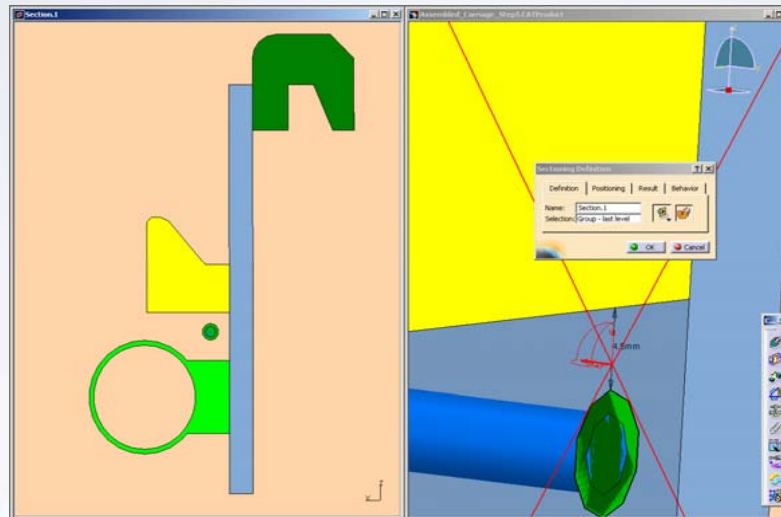 Section.1
Assembled_Carriage_Step5.CATProduct
Sectioning Definition
Definition
Positioning
Result
Behavior
Name: Section.1
Selection: Group - last level
OK
Cancel
4.5mm
z